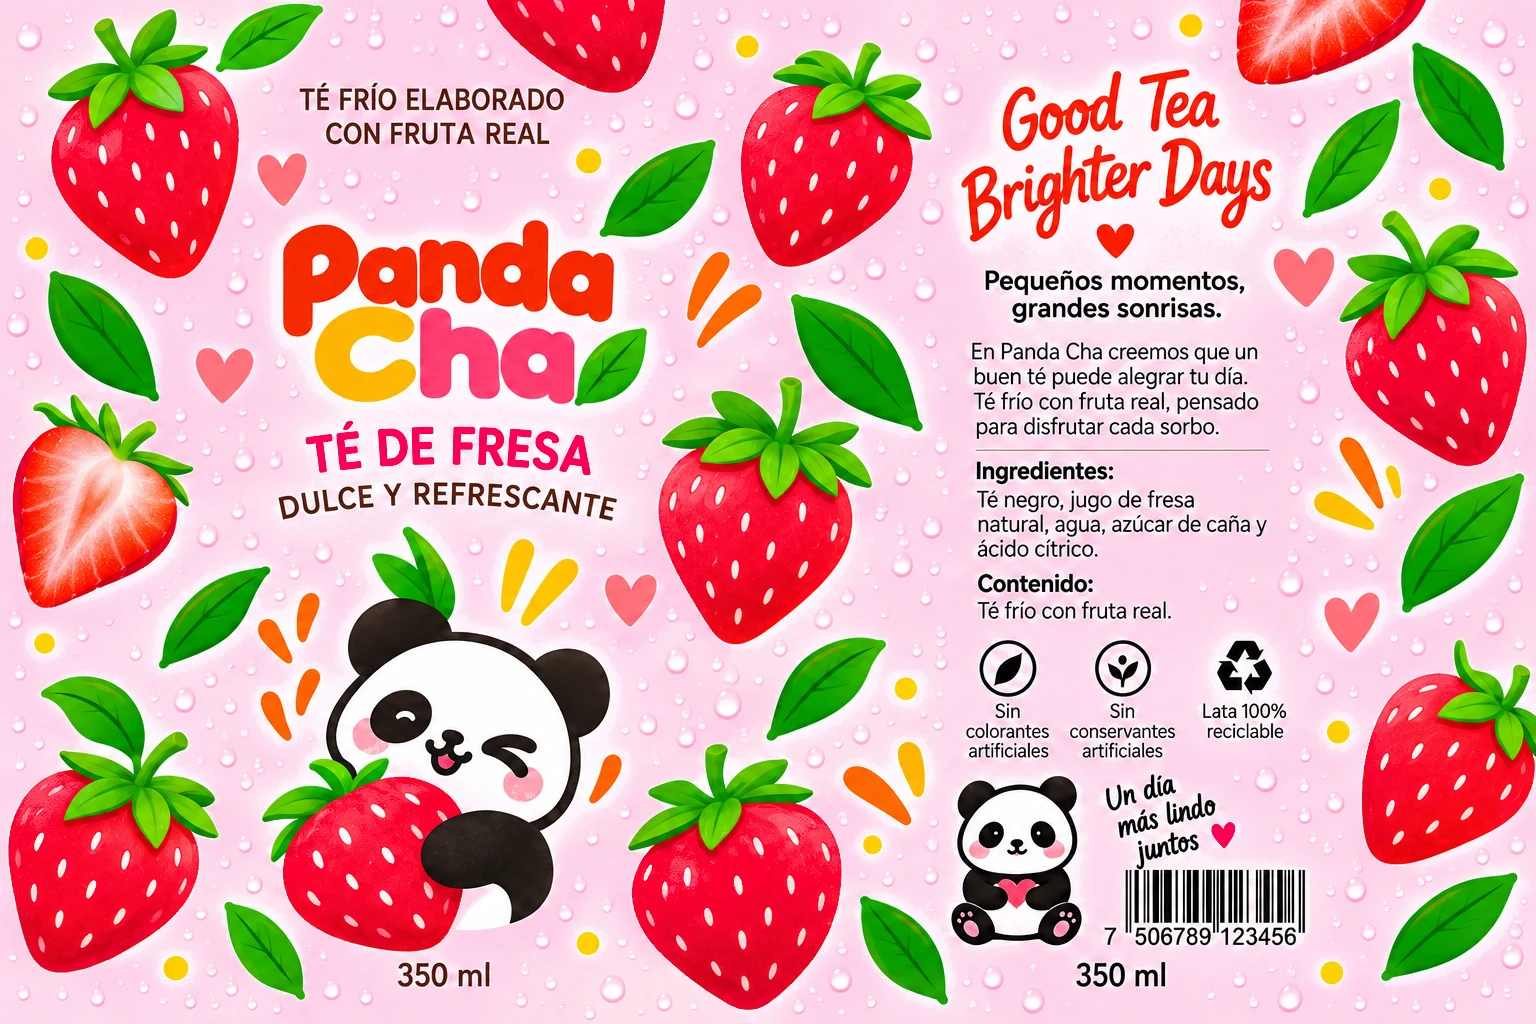 TÉ FRÍO ELABORADO
CON FRUTA REAL
Panda
Cha
TÉ DE FRESA
DULCE Y REFRESCANTE
350 ml
Good Tea
Brighter Days
Pequeños momentos,
grandes sonrisas.
En Panda Cha creemos que un
buen té puede alegrar tu día.
Té frío con fruta real, pensado
para disfrutar cada sorbo.
Ingredientes:
Té negro, jugo de fresa
natural, agua, azúcar de caña y
ácido cítrico.
Contenido:
Té frío con fruta real.
Sin
colorantes
artificiales
Sin
conservantes
artificiales
Lata 100%
reciclable
Un día
más lindo
juntos
7 506789 123456
350 ml